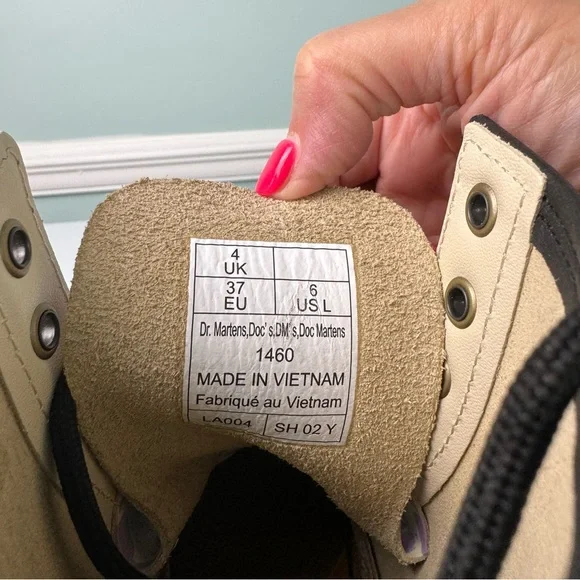 4
UK
37 6
EU US L
Dr. Martens,Doc's,DM's,Doc Martens
1460
MADE IN VIETNAM
Fabriqué au Vietnam
LA004 SH 02 Y